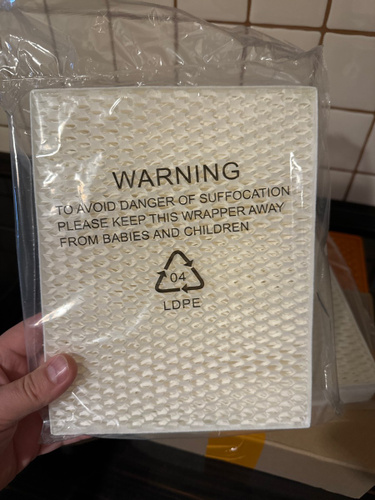 WARNING
TO AVOID DANGER OF SUFFOCATION
PLEASE KEEP THIS WRAPPER AWAY
FROM BABIES AND CHILDREN
04
LDPE